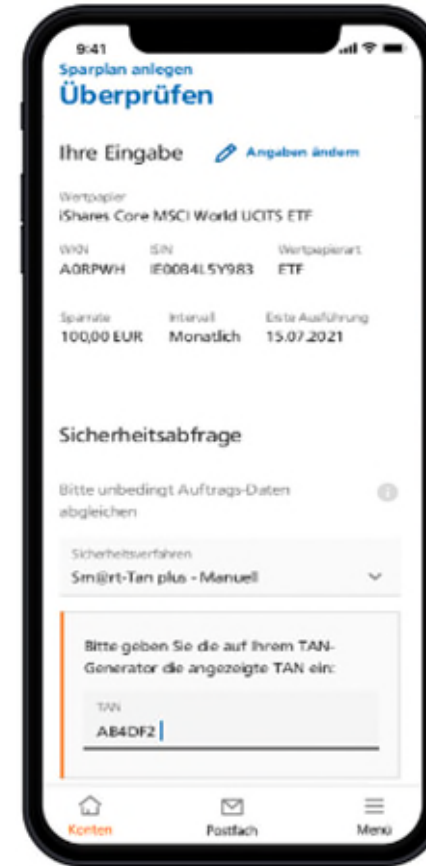 9:41
Sparplan anlegen
Überprüfen
Ihre Eingabe Angaben ändern
Wertpapier
iShares Core MSCI World UCITS ETF
WKN ISIN Wertpapierart
A0RPWH IE00B4L5Y983 ETF
Sparrate Intervall Erste Ausführung
100,00 EUR Monatlich 15.07.2021
Sicherheitsabfrage
Bitte unbedingt Auftrags-Daten
abgleichen
Sicherheitsverfahren
Sm@rt-Tan plus - Manuell
Bitte geben Sie die auf Ihrem TAN-
Generator die angezeigte TAN ein:
TAN
AB4DF2
Konten Postfach Menü